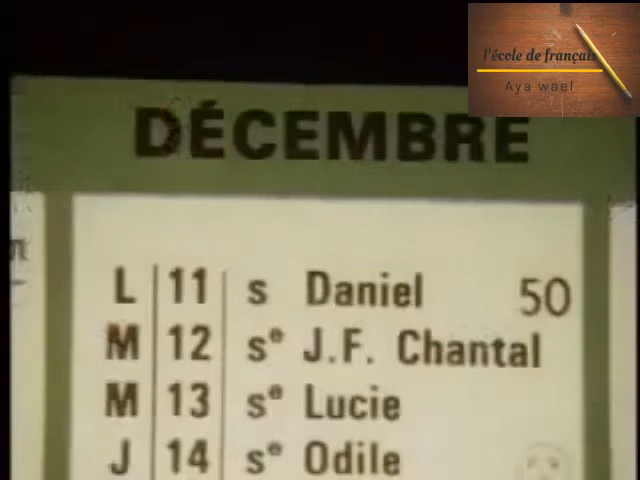 l'école de français
Aya wael
DÉCEMBRE
L 11 s Daniel 50
M 12 sᵉ J.F. Chantal
M 13 sᵉ Lucie
J 14 sᵉ Odile